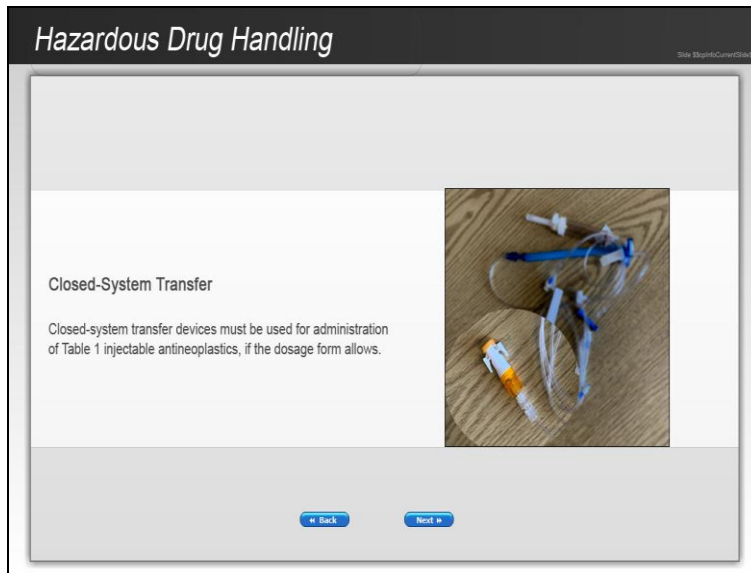 Hazardous Drug Handling
Slide $$cpInfoCurrentSlide$
Closed-System Transfer
Closed-system transfer devices must be used for administration
of Table 1 injectable antineoplastics, if the dosage form allows.
Back
Next